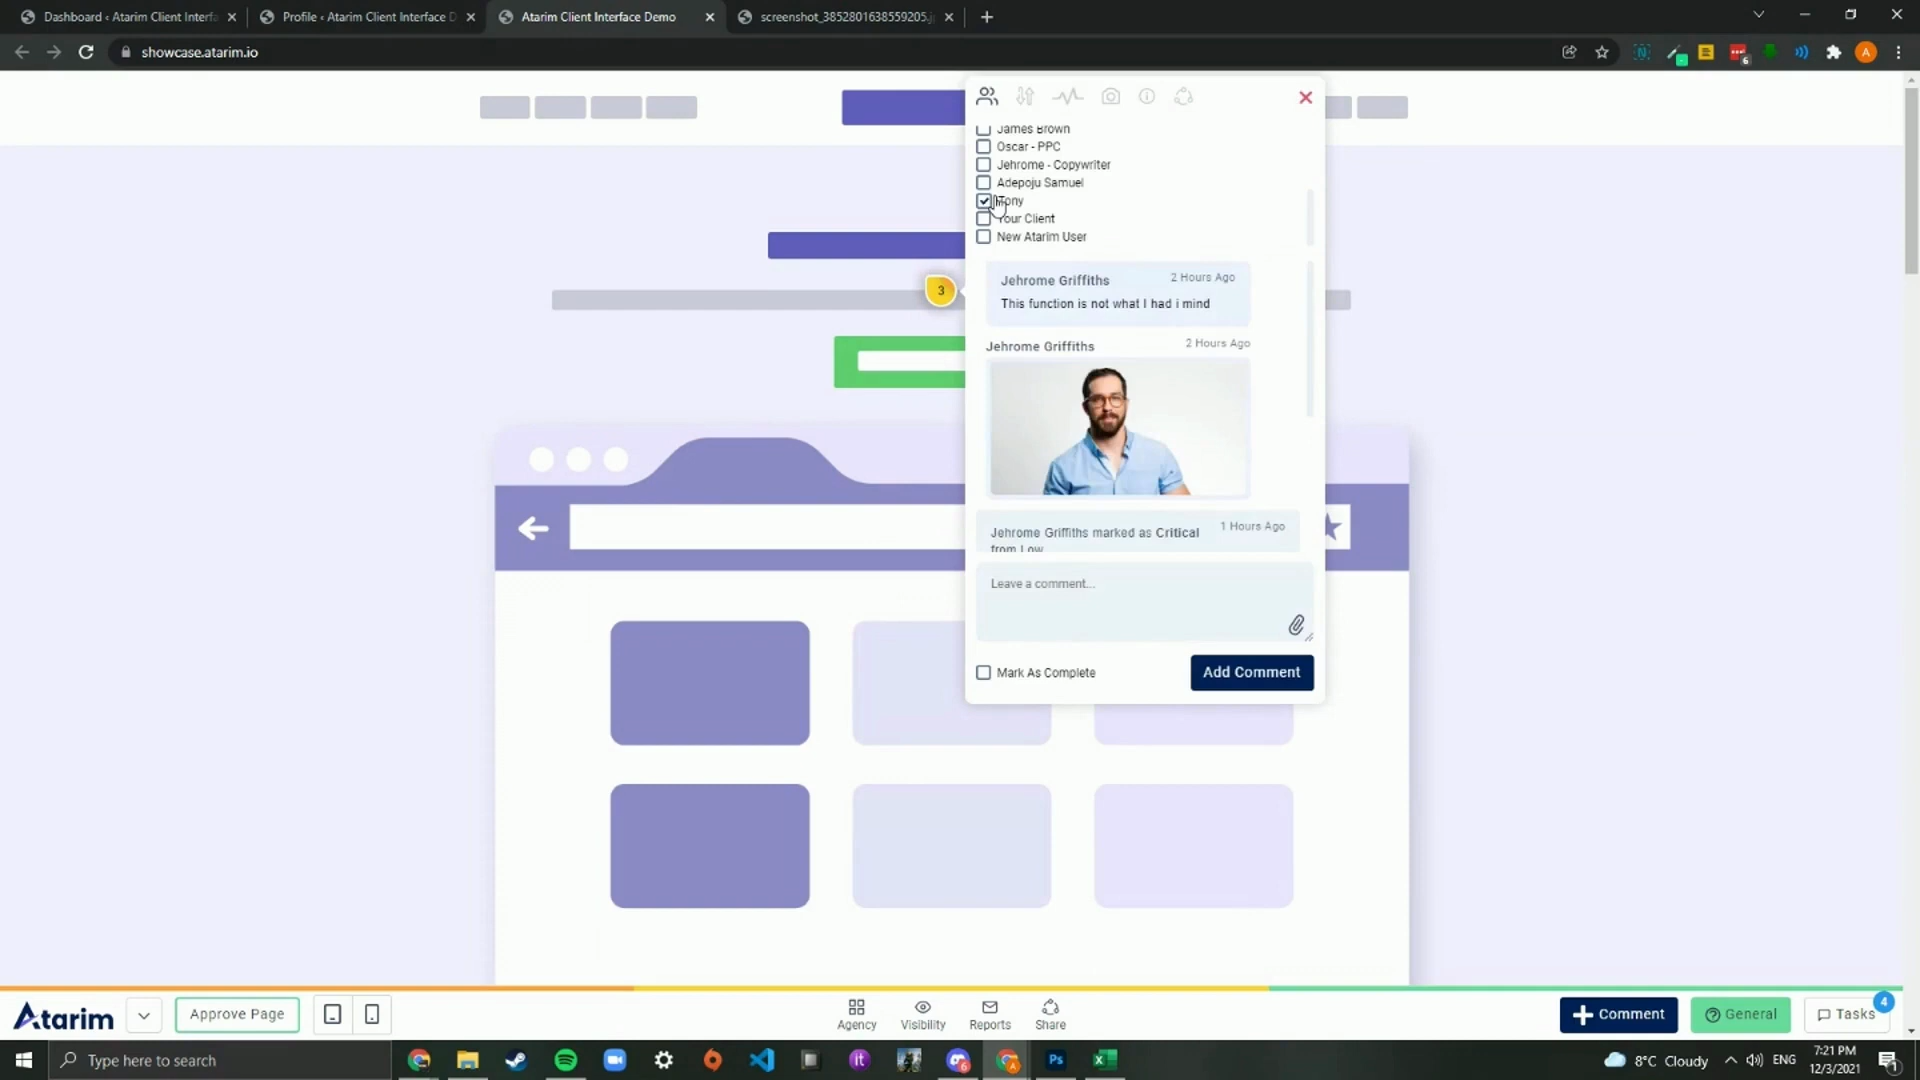 Dashboard ‹ Atarim Client Interfa
Profile ‹ Atarim Client Interface D
Atarim Client Interface Demo
screenshot_3852801638559205.j
showcase.atarim.io
A
6
James Brown
Oscar - PPC
Jehrome - Copywriter
Adepoju Samuel
Tony
Your Client
New Atarim User
3
Jehrome Griffiths 2 Hours Ago
This function is not what I had i mind
Jehrome Griffiths 2 Hours Ago
Jehrome Griffiths marked as Critical 1 Hours Ago
from Low
Leave a comment...
Mark As Complete Add Comment
Atarim Approve Page
Agency Visibility Reports Share
Comment General Tasks 4
Type here to search
it
Ps
8°C Cloudy
ENG
7:21 PM
12/3/2021